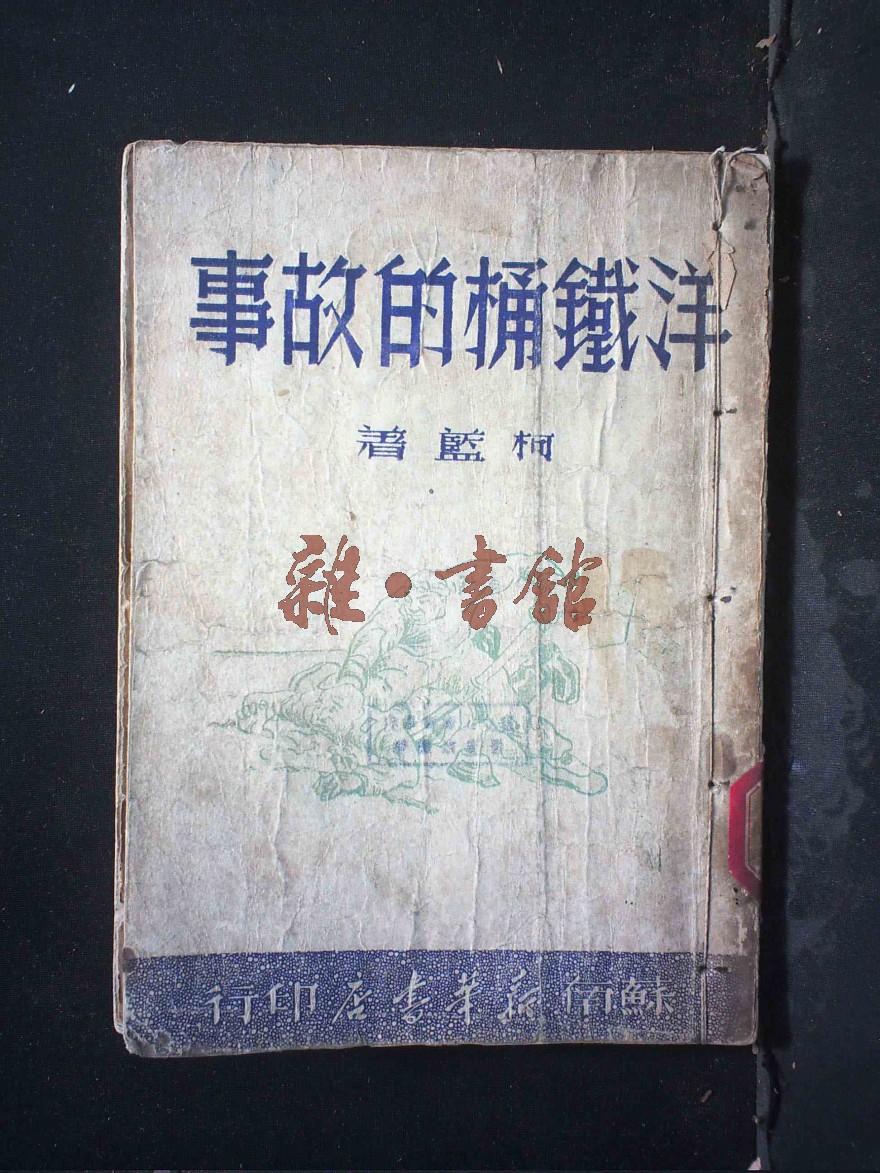 洋鐵桶的故事
柯藍著
雜·書館
蘇南新華書店印行